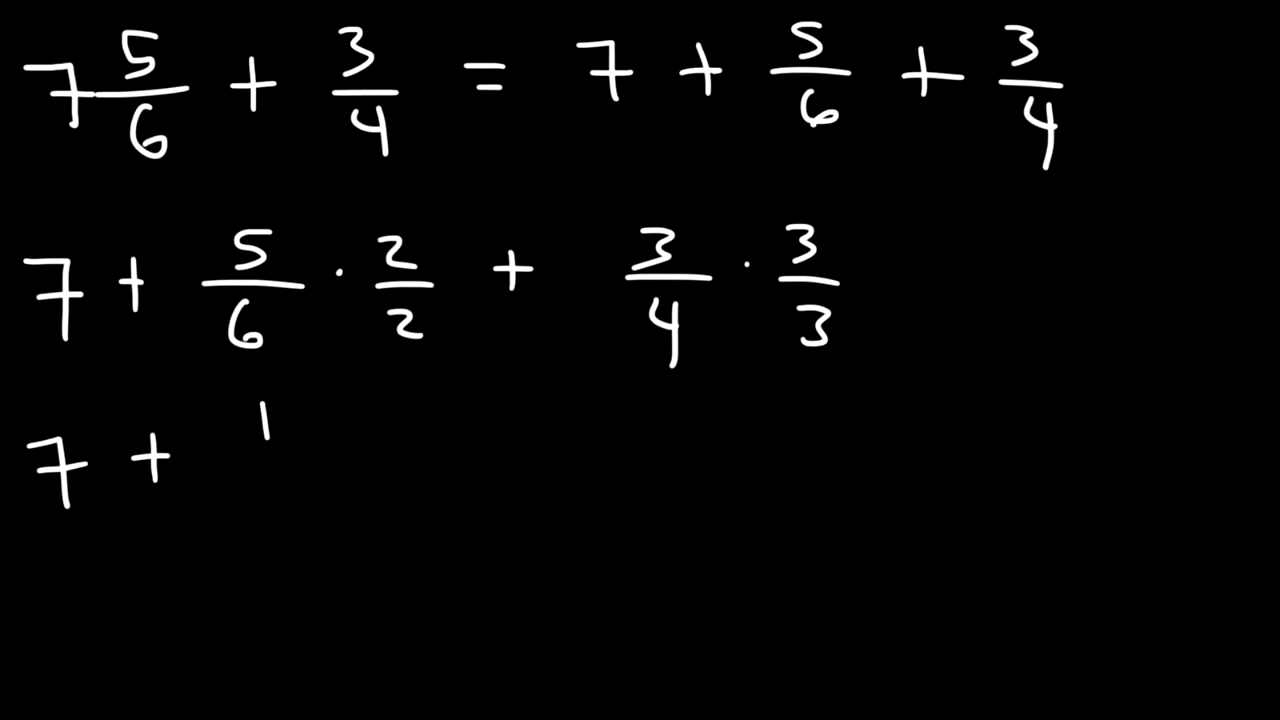 7 5/6 + 3/4 = 7 + 5/6 + 3/4
7 + 5/6 · 2/2 + 3/4 · 3/3
7 + 1